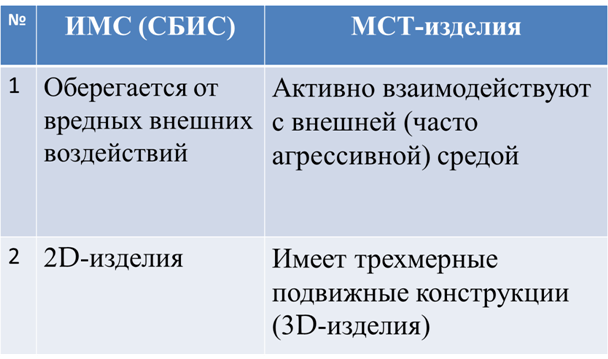 № ИМС (СБИС) МСТ-изделия
1 Оберегается от Активно взаимодействуют
вредных внешних с внешней (часто
воздействий агрессивной) средой
2 2D-изделия Имеет трехмерные
подвижные конструкции
(3D-изделия)